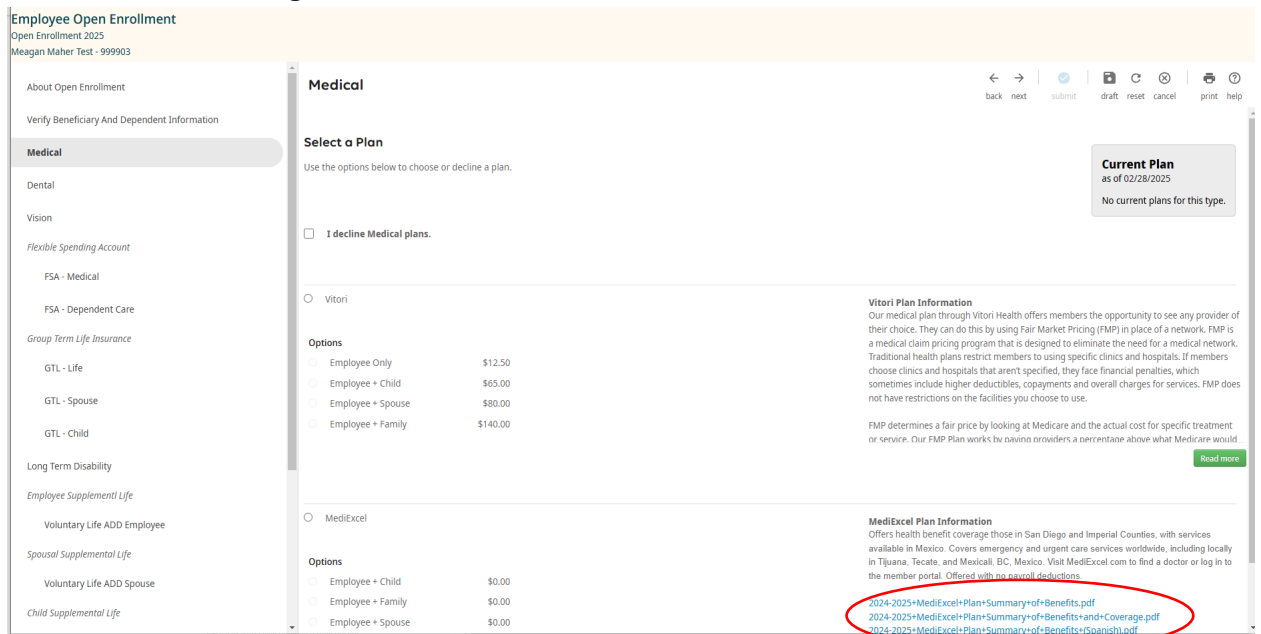 Employee Open Enrollment
Open Enrollment 2025
Meagan Maher Test - 999903
About Open Enrollment
Verify Beneficiary And Dependent Information
Medical
Dental
Vision
Flexible Spending Account
FSA - Medical
FSA - Dependent Care
Group Term Life Insurance
GTL - Life
GTL - Spouse
GTL - Child
Long Term Disability
Employee Supplementl Life
Voluntary Life ADD Employee
Spousal Supplemental Life
Voluntary Life ADD Spouse
Child Supplemental Life
Medical
back next submit draft reset cancel print help
Select a Plan
Use the options below to choose or decline a plan.
Current Plan
as of 02/28/2025
No current plans for this type.
I decline Medical plans.
Vitori
Options
Employee Only $12.50
Employee + Child $65.00
Employee + Spouse $80.00
Employee + Family $140.00
Vitori Plan Information
Our medical plan through Vitori Health offers members the opportunity to see any provider of
their choice. They can do this by using Fair Market Pricing (FMP) in place of a network. FMP is
a medical claim pricing program that is designed to eliminate the need for a medical network.
Traditional health plans restrict members to using specific clinics and hospitals. If members
choose clinics and hospitals that aren't specified, they face financial penalties, which
sometimes include higher deductibles, copayments and overall charges for services. FMP does
not have restrictions on the facilities you choose to use.
FMP determines a fair price by looking at Medicare and the actual cost for specific treatment
or service. Our FMP Plan works by paying providers a percentage above what Medicare would
Read more
MediExcel
Options
Employee + Child $0.00
Employee + Family $0.00
Employee + Spouse $0.00
MediExcel Plan Information
Offers health benefit coverage those in San Diego and Imperial Counties, with services
available in Mexico. Covers emergency and urgent care services worldwide, including locally
in Tijuana, Tecate, and Mexicali, BC, Mexico. Visit MediExcel.com to find a doctor or log in to
the member portal. Offered with no payroll deductions.
2024-2025+MediExcel+Plan+Summary+of+Benefits.pdf
2024-2025+MediExcel+Plan+Summary+of+Benefits+and+Coverage.pdf
2024-2025+MediExcel+Plan+Summary+of+Benefits+(Spanish).pdf